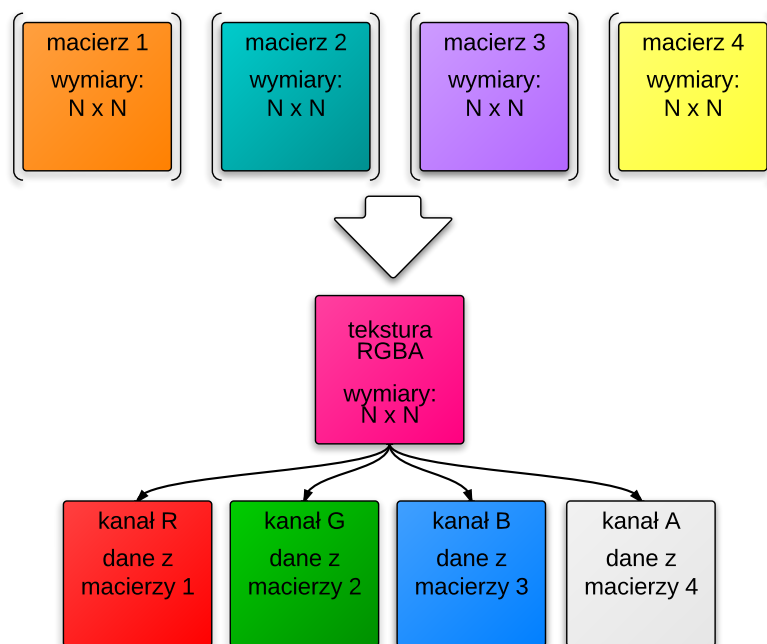 macierz 1
wymiary:
N x N
macierz 2
wymiary:
N x N
macierz 3
wymiary:
N x N
macierz 4
wymiary:
N x N
tekstura
RGBA
wymiary:
N x N
kanał R
dane z
macierzy 1
kanał G
dane z
macierzy 2
kanał B
dane z
macierzy 3
kanał A
dane z
macierzy 4